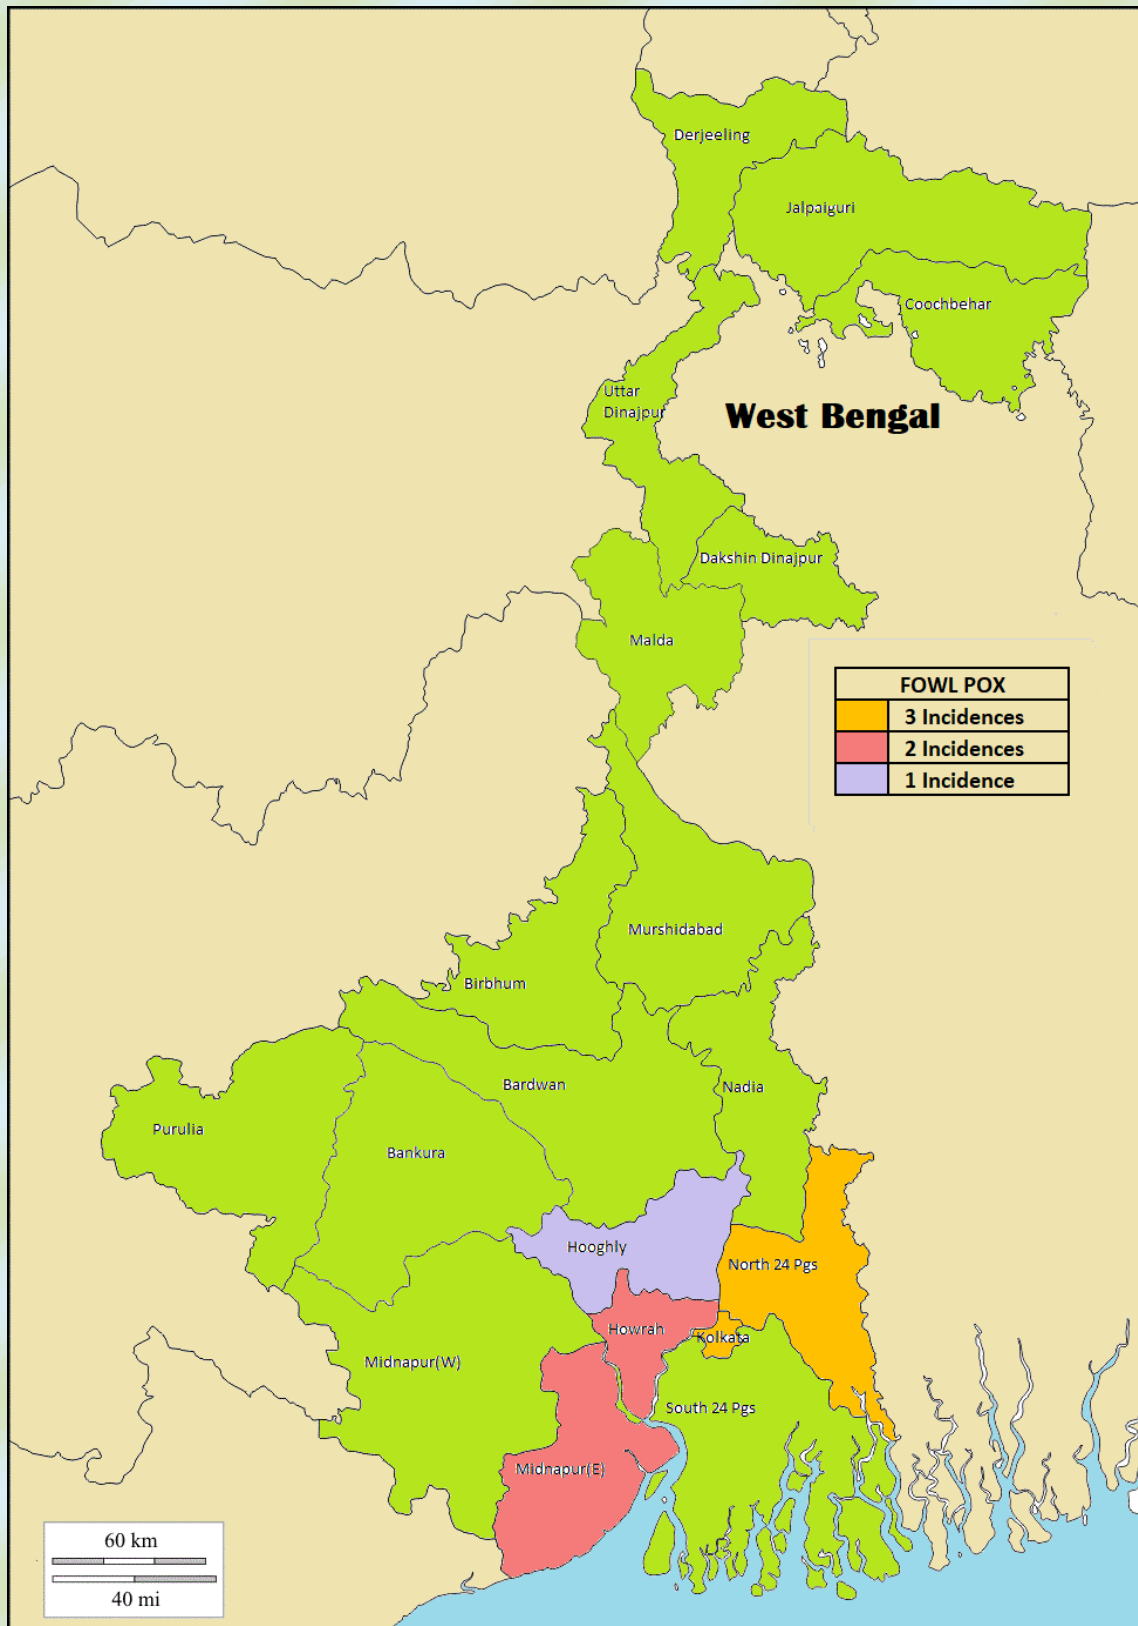 Derjeeling
Jalpaiguri
Coochbehar
Uttar
Dinajpur
West Bengal
Dakshin Dinajpur
Malda
FOWL POX
3 Incidences
2 Incidences
1 Incidence
Murshidabad
Birbhum
Bardwan
Nadia
Purulia
Bankura
Hooghly
North 24 Pgs
Howrah
Kolkata
Midnapur(W)
South 24 Pgs
Midnapur(E)
60 km
40 mi